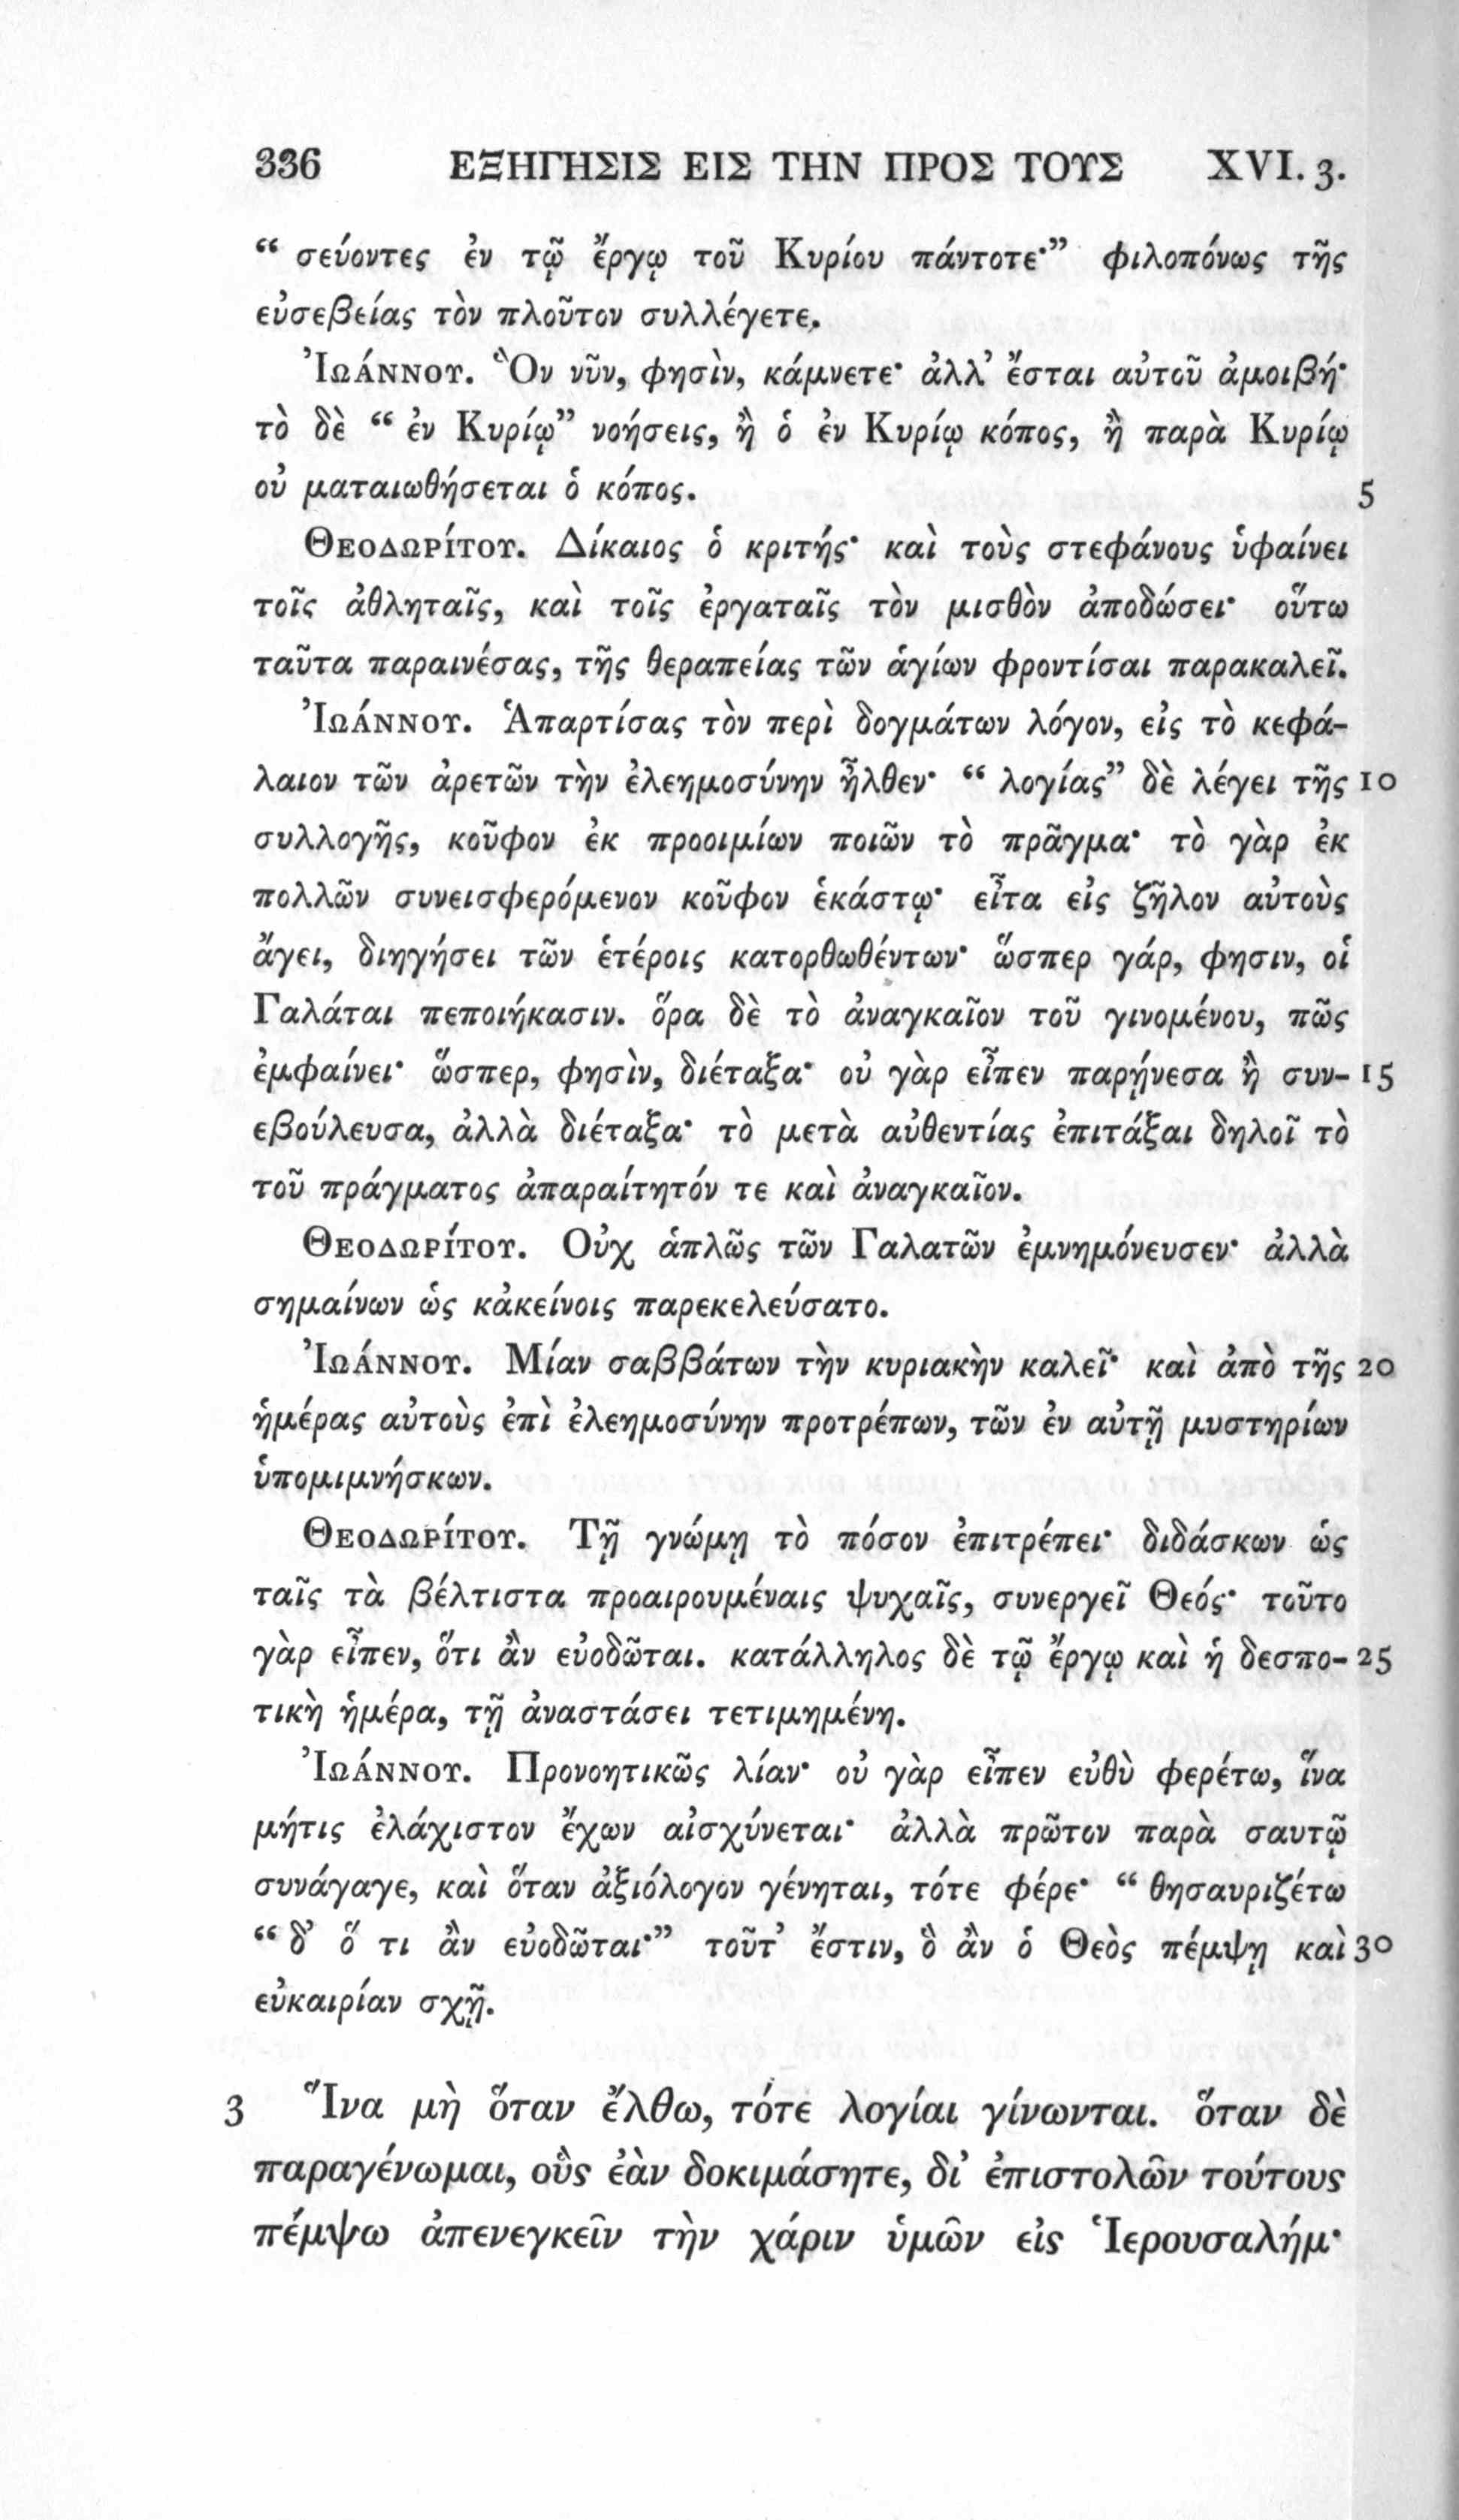 336 ΕΞΗΓΗΣΙΣ ΕΙΣ ΤΗΝ ΠΡΟΣ ΤΟΥΣ XVI. 3.
“ σεύοντες ἐν τῷ ἔργῳ τοῦ Κυρίου πάντοτε·” φιλοπόνως τῆς
εὐσεβείας τὸν πλοῦτον συλλέγετε.
Ἰωάννου. Ὃν νῦν, φησὶν, κάμνετε· ἀλλ’ ἔσται αὐτοῦ ἀμοιβή·
τὸ δὲ “ ἐν Κυρίῳ” νοήσεις, ἢ ὁ ἐν Κυρίῳ κόπος, ἢ παρὰ Κυρίῳ
οὐ ματαιωθήσεται ὁ κόπος. 5
Θεοδωρίτου. Δίκαιος ὁ κριτής· καὶ τοὺς στεφάνους ὑφαίνει
τοῖς ἀθληταῖς, καὶ τοῖς ἐργαταῖς τὸν μισθὸν ἀποδώσει· οὕτω
ταῦτα παραινέσας, τῆς θεραπείας τῶν ἁγίων φροντίσαι παρακαλεῖ.
Ἰωάννου. Ἁπαρτίσας τὸν περὶ δογμάτων λόγον, εἰς τὸ κεφά-
λαιον τῶν ἀρετῶν τὴν ἐλεημοσύνην ἦλθεν· “ λογίας” δὲ λέγει τῆς 10
συλλογῆς, κοῦφον ἐκ προοιμίων ποιῶν τὸ πρᾶγμα· τὸ γὰρ ἐκ
πολλῶν συνεισφερόμενον κοῦφον ἑκάστῳ· εἶτα εἰς ζῆλον αὐτοὺς
ἄγει, διηγήσει τῶν ἑτέροις κατορθωθέντων· ὥσπερ γάρ, φησιν, οἱ
Γαλάται πεποιήκασιν. ὅρα δὲ τὸ ἀναγκαῖον τοῦ γινομένου, πῶς
ἐμφαίνει· ὥσπερ, φησὶν, διέταξα· οὐ γὰρ εἶπεν παρῄνεσα ἢ συν- 15
εβούλευσα, ἀλλὰ διέταξα· τὸ μετὰ αὐθεντίας ἐπιτάξαι δηλοῖ τὸ
τοῦ πράγματος ἀπαραίτητόν τε καὶ ἀναγκαῖον.
Θεοδωρίτου. Οὐχ ἁπλῶς τῶν Γαλατῶν ἐμνημόνευσεν· ἀλλὰ
σημαίνων ὡς κἀκείνοις παρεκελεύσατο.
Ἰωάννου. Μίαν σαββάτων τὴν κυριακὴν καλεῖ· καὶ ἀπὸ τῆς 20
ἡμέρας αὐτοὺς ἐπὶ ἐλεημοσύνην προτρέπων, τῶν ἐν αὐτῇ μυστηρίων
ὑπομιμνήσκων.
Θεοδωρίτου. Τῇ γνώμῃ τὸ πόσον ἐπιτρέπει· διδάσκων ὡς
ταῖς τὰ βέλτιστα προαιρουμέναις ψυχαῖς, συνεργεῖ Θεός· τοῦτο
γὰρ εἶπεν, ὅτι ἂν εὐοδῶται. κατάλληλος δὲ τῷ ἔργῳ καὶ ἡ δεσπο- 25
τικὴ ἡμέρα, τῇ ἀναστάσει τετιμημένη.
Ἰωάννου. Προνοητικῶς λίαν· οὐ γὰρ εἶπεν εὐθὺ φερέτω, ἵνα
μήτις ἐλάχιστον ἔχων αἰσχύνεται· ἀλλὰ πρῶτον παρὰ σαυτῷ
συνάγαγε, καὶ ὅταν ἀξιόλογον γένηται, τότε φέρε· “ θησαυριζέτω
“ δ’ ὅ τι ἂν εὐοδῶται·” τοῦτ’ ἔστιν, ὃ ἂν ὁ Θεὸς πέμψῃ καὶ 30
εὐκαιρίαν σχῇ.
3 Ἵνα μὴ ὅταν ἔλθω, τότε λογίαι γίνωνται. ὅταν δὲ
παραγένωμαι, οὓς ἐὰν δοκιμάσητε, δι’ ἐπιστολῶν τούτους
πέμψω ἀπενεγκεῖν τὴν χάριν ὑμῶν εἰς Ἱερουσαλήμ·